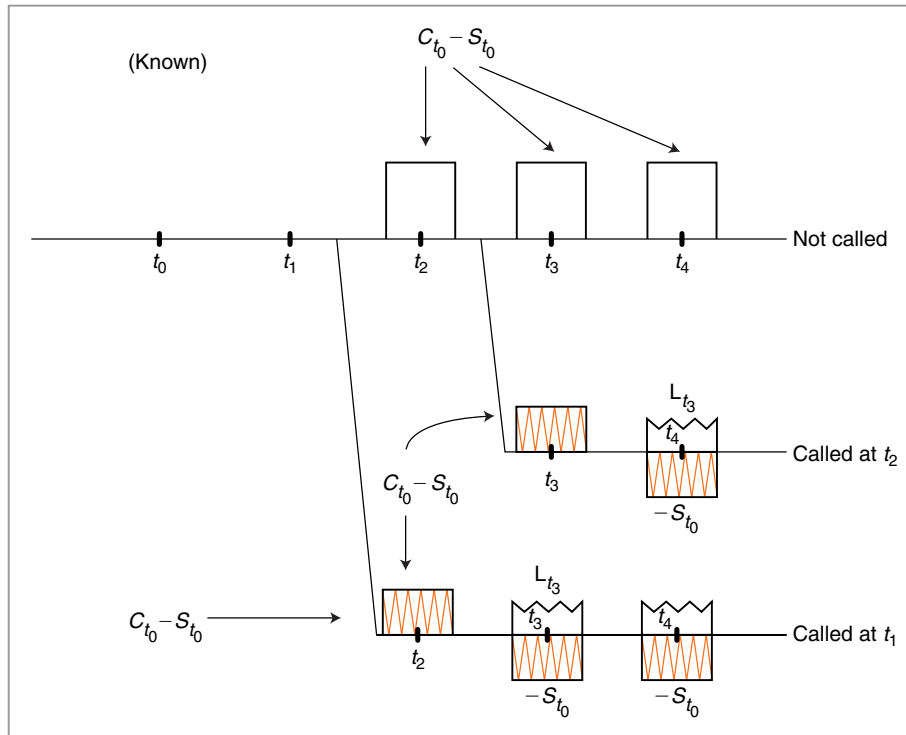 C_{t_0} – S_{t_0}
(Known)
t_0 t_1 t_2 t_3 t_4 Not called
L_{t_3}
t_4
Called at t_2
C_{t_0} – S_{t_0}
t_3
–S_{t_0}
L_{t_3}
C_{t_0} – S_{t_0}
t_3 t_4
Called at t_1
t_2
–S_{t_0} –S_{t_0}